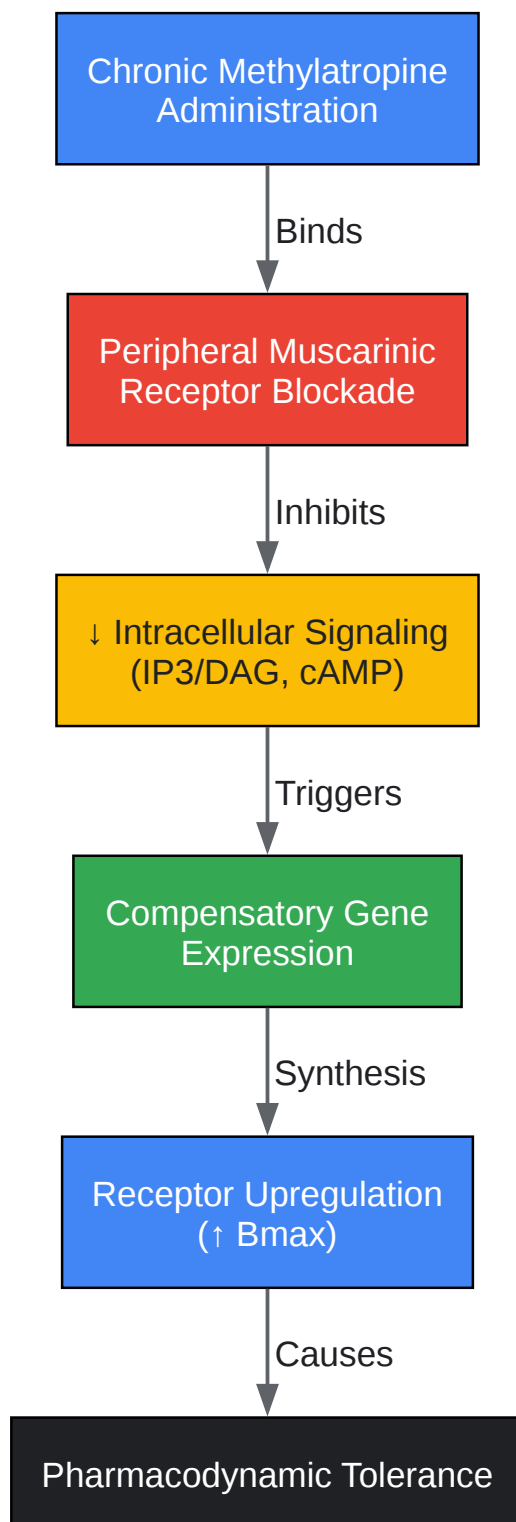 Chronic Methylatropine
Administration
Binds
Peripheral Muscarinic
Receptor Blockade
Inhibits
↓ Intracellular Signaling
(IP3/DAG, cAMP)
Triggers
Compensatory Gene
Expression
Synthesis
Receptor Upregulation
(↑ Bmax)
Causes
Pharmacodynamic Tolerance